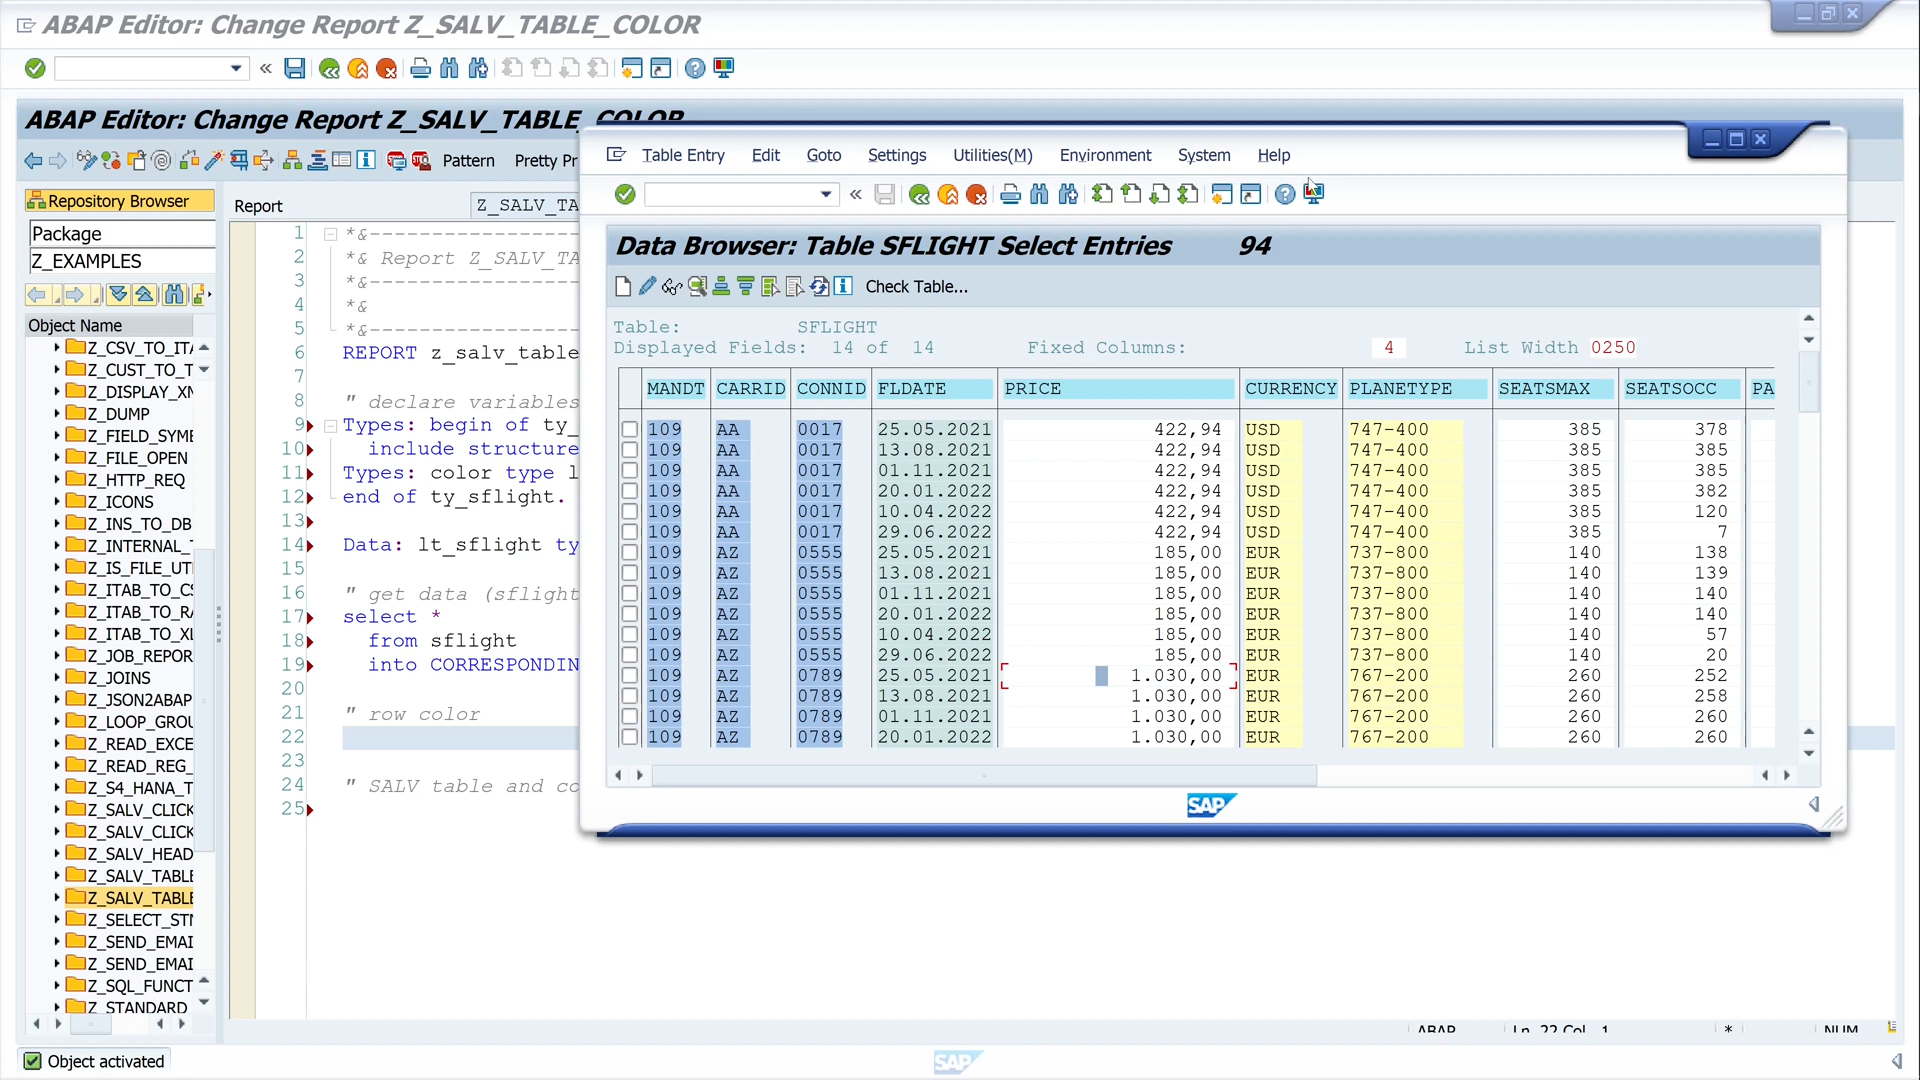 ABAP Editor: Change Report Z_SALV_TABLE_COLOR
ABAP Editor: Change Report Z_SALV_TABLE_COLOR
Pattern
Pretty Pr
Repository Browser
Package
Z_EXAMPLES
Object Name
Z_CSV_TO_ITA
Z_CUST_TO_T
Z_DISPLAY_XN
Z_DUMP
Z_FIELD_SYME
Z_FILE_OPEN
Z_HTTP_REQ
Z_ICONS
Z_INS_TO_DB
Z_INTERNAL_T
Z_IS_FILE_UT
Z_ITAB_TO_CS
Z_ITAB_TO_RA
Z_ITAB_TO_XL
Z_JOB_REPOR
Z_JOINS
Z_JSON2ABAP
Z_LOOP_GROU
Z_READ_EXCE
Z_READ_REG_
Z_S4_HANA_T
Z_SALV_CLICK
Z_SALV_CLICK
Z_SALV_HEAD
Z_SALV_TABLE
Z_SALV_TABLE
Z_SELECT_STM
Z_SEND_EMAI
Z_SEND_EMAI
Z_SQL_FUNCT
Z_STANDARD
Report
Z_SALV_TA
1 *&---------------------
2 *& Report Z_SALV_TA
3 *&---------------------
4 *&
5 *&---------------------
6 REPORT z_salv_table
7
8 " declare variables
9 Types: begin of ty_
10 include structure
11 Types: color type l
12 end of ty_sflight.
13
14 Data: lt_sflight ty
15
16 " get data (sflight
17 select *
18 from sflight
19 into CORRESPONDIN
20
21 " row color
22
23
24 " SALV table and co
25
Table Entry Edit Goto Settings Utilities(M) Environment System Help
Data Browser: Table SFLIGHT Select Entries 94
Check Table...
Table: SFLIGHT
Displayed Fields: 14 of 14 Fixed Columns: 4 List Width 0250
MANDT CARRID CONNID FLDATE PRICE CURRENCY PLANETYPE SEATSMAX SEATSOCC PA
109 AA 0017 25.05.2021 422,94 USD 747-400 385 378
109 AA 0017 13.08.2021 422,94 USD 747-400 385 385
109 AA 0017 01.11.2021 422,94 USD 747-400 385 385
109 AA 0017 20.01.2022 422,94 USD 747-400 385 382
109 AA 0017 10.04.2022 422,94 USD 747-400 385 120
109 AA 0017 29.06.2022 422,94 USD 747-400 385 7
109 AZ 0555 25.05.2021 185,00 EUR 737-800 140 138
109 AZ 0555 13.08.2021 185,00 EUR 737-800 140 139
109 AZ 0555 01.11.2021 185,00 EUR 737-800 140 140
109 AZ 0555 20.01.2022 185,00 EUR 737-800 140 140
109 AZ 0555 10.04.2022 185,00 EUR 737-800 140 57
109 AZ 0555 29.06.2022 185,00 EUR 737-800 140 20
109 AZ 0789 25.05.2021 1.030,00 EUR 767-200 260 252
109 AZ 0789 13.08.2021 1.030,00 EUR 767-200 260 258
109 AZ 0789 01.11.2021 1.030,00 EUR 767-200 260 260
109 AZ 0789 20.01.2022 1.030,00 EUR 767-200 260 260
SAP
ABAP Ln 22 Col 1 * NUM
Object activated
SAP